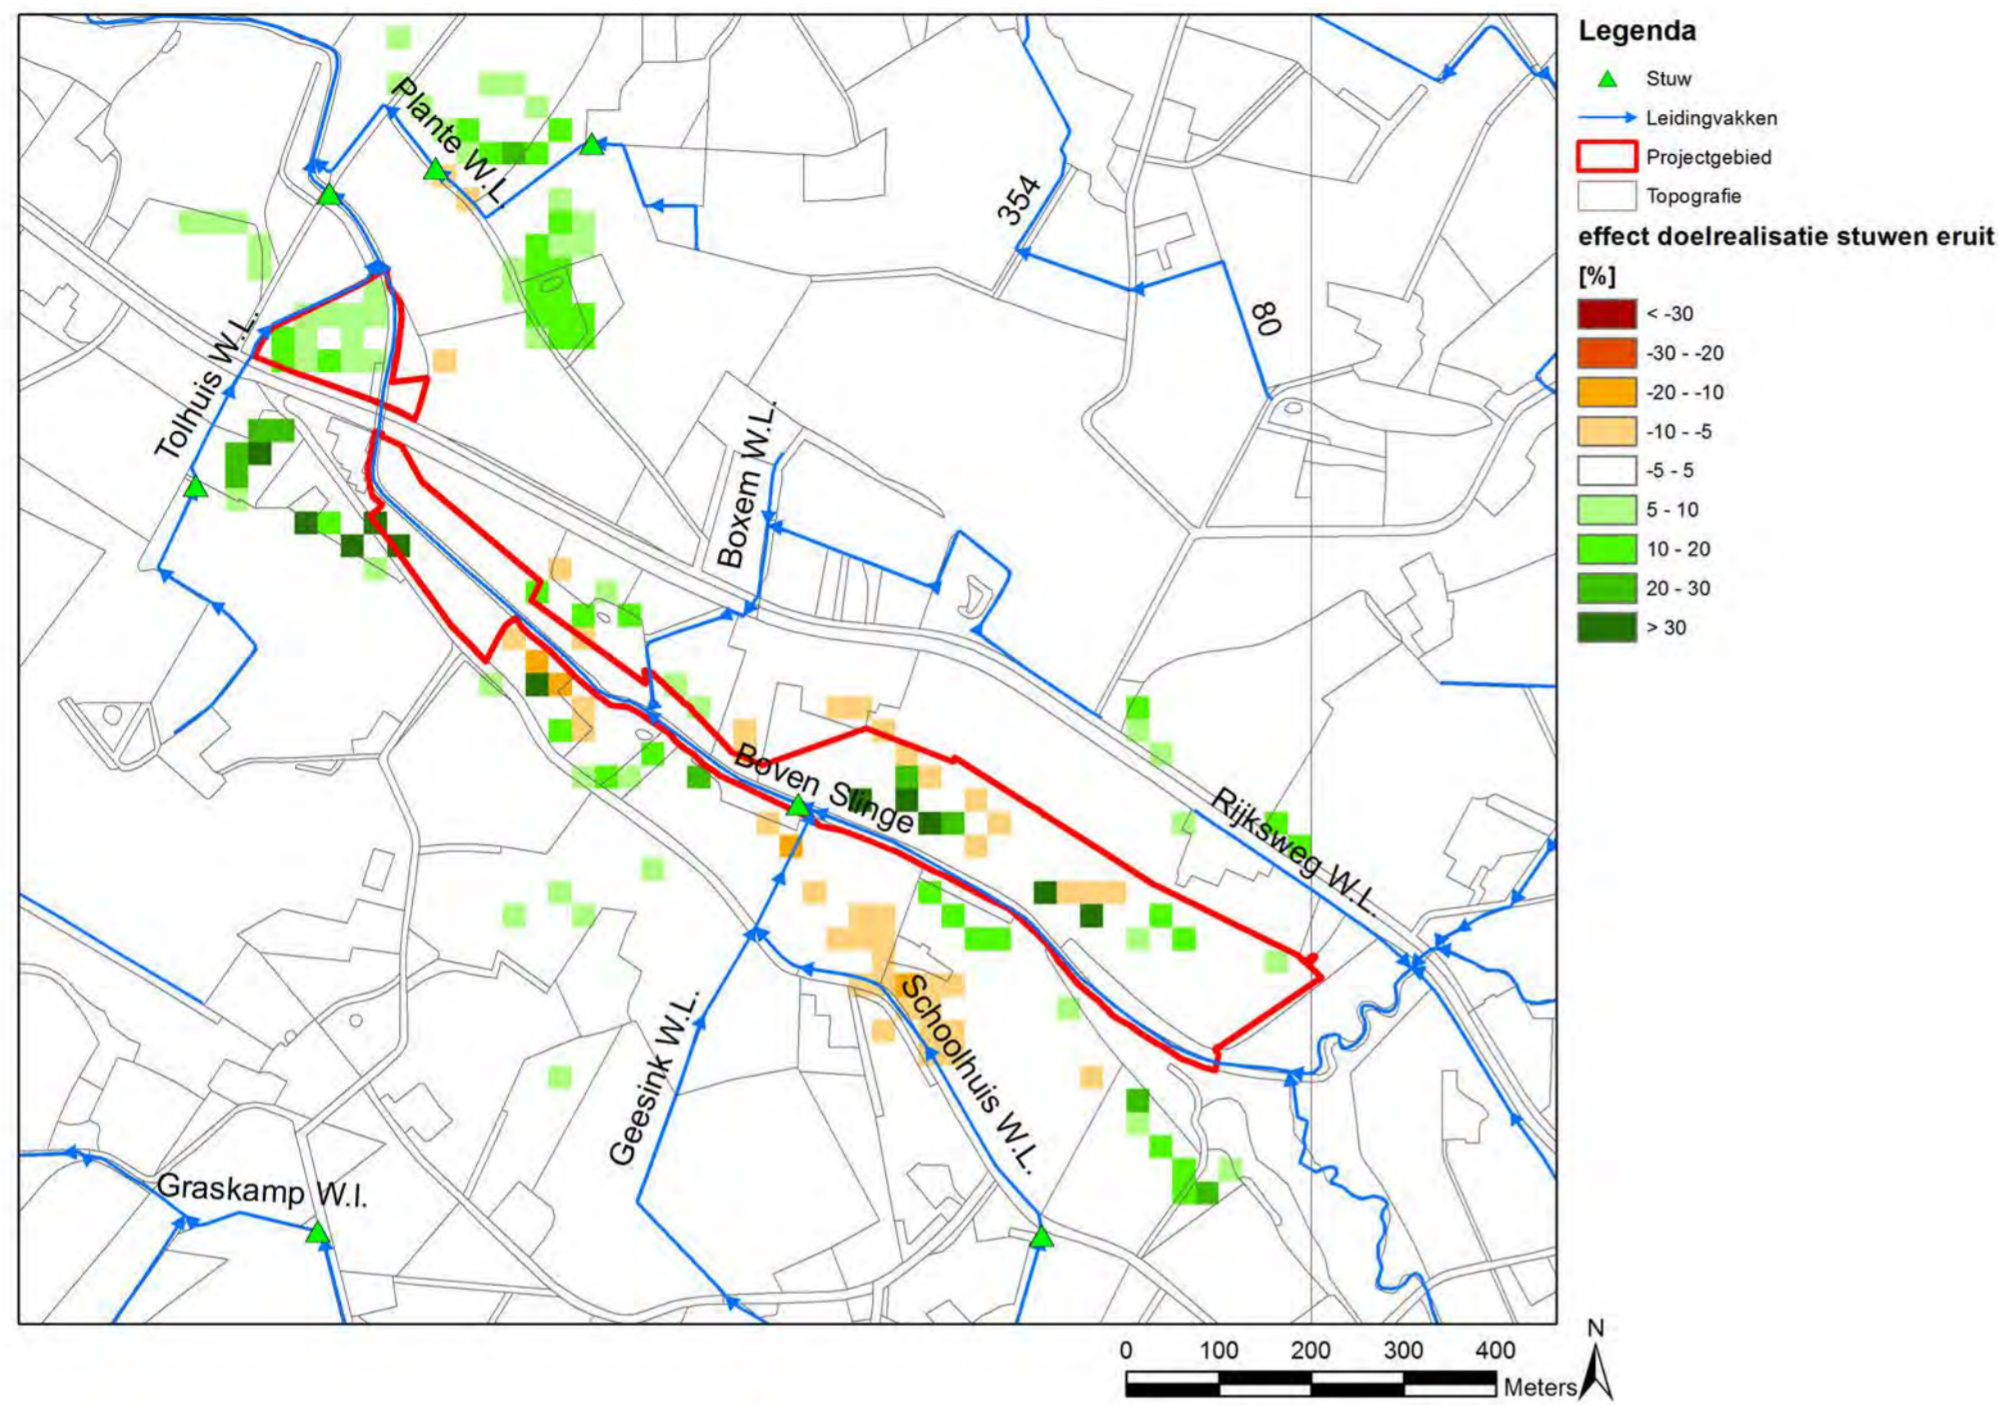 Legenda
Stuw
Leidingvakken
Projectgebied
Topografie
effect doelrealisatie stuwen eruit
[%]
< -30
-30 - -20
-20 - -10
-10 - -5
-5 - 5
5 - 10
10 - 20
20 - 30
> 30
Plante W.L.
354
80
Tolhuis W.L.
Boxem W.L.
Boven Slinge
Rijksweg W.L.
Geesink W.L.
Schoolhuis W.L.
Graskamp W.l.
0 100 200 300 400
Meters
N